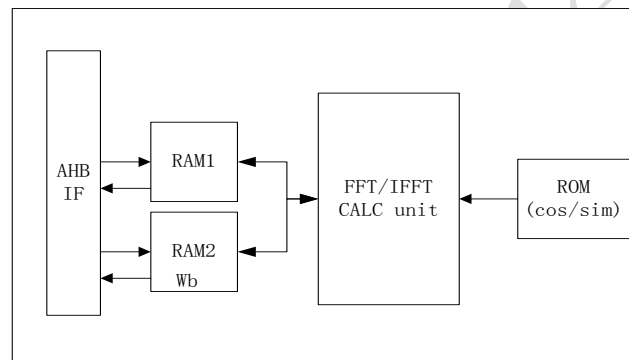 AHB
IF
RAM1
RAM2
Wb
FFT/IFFT
CALC unit
ROM
(cos/sim)